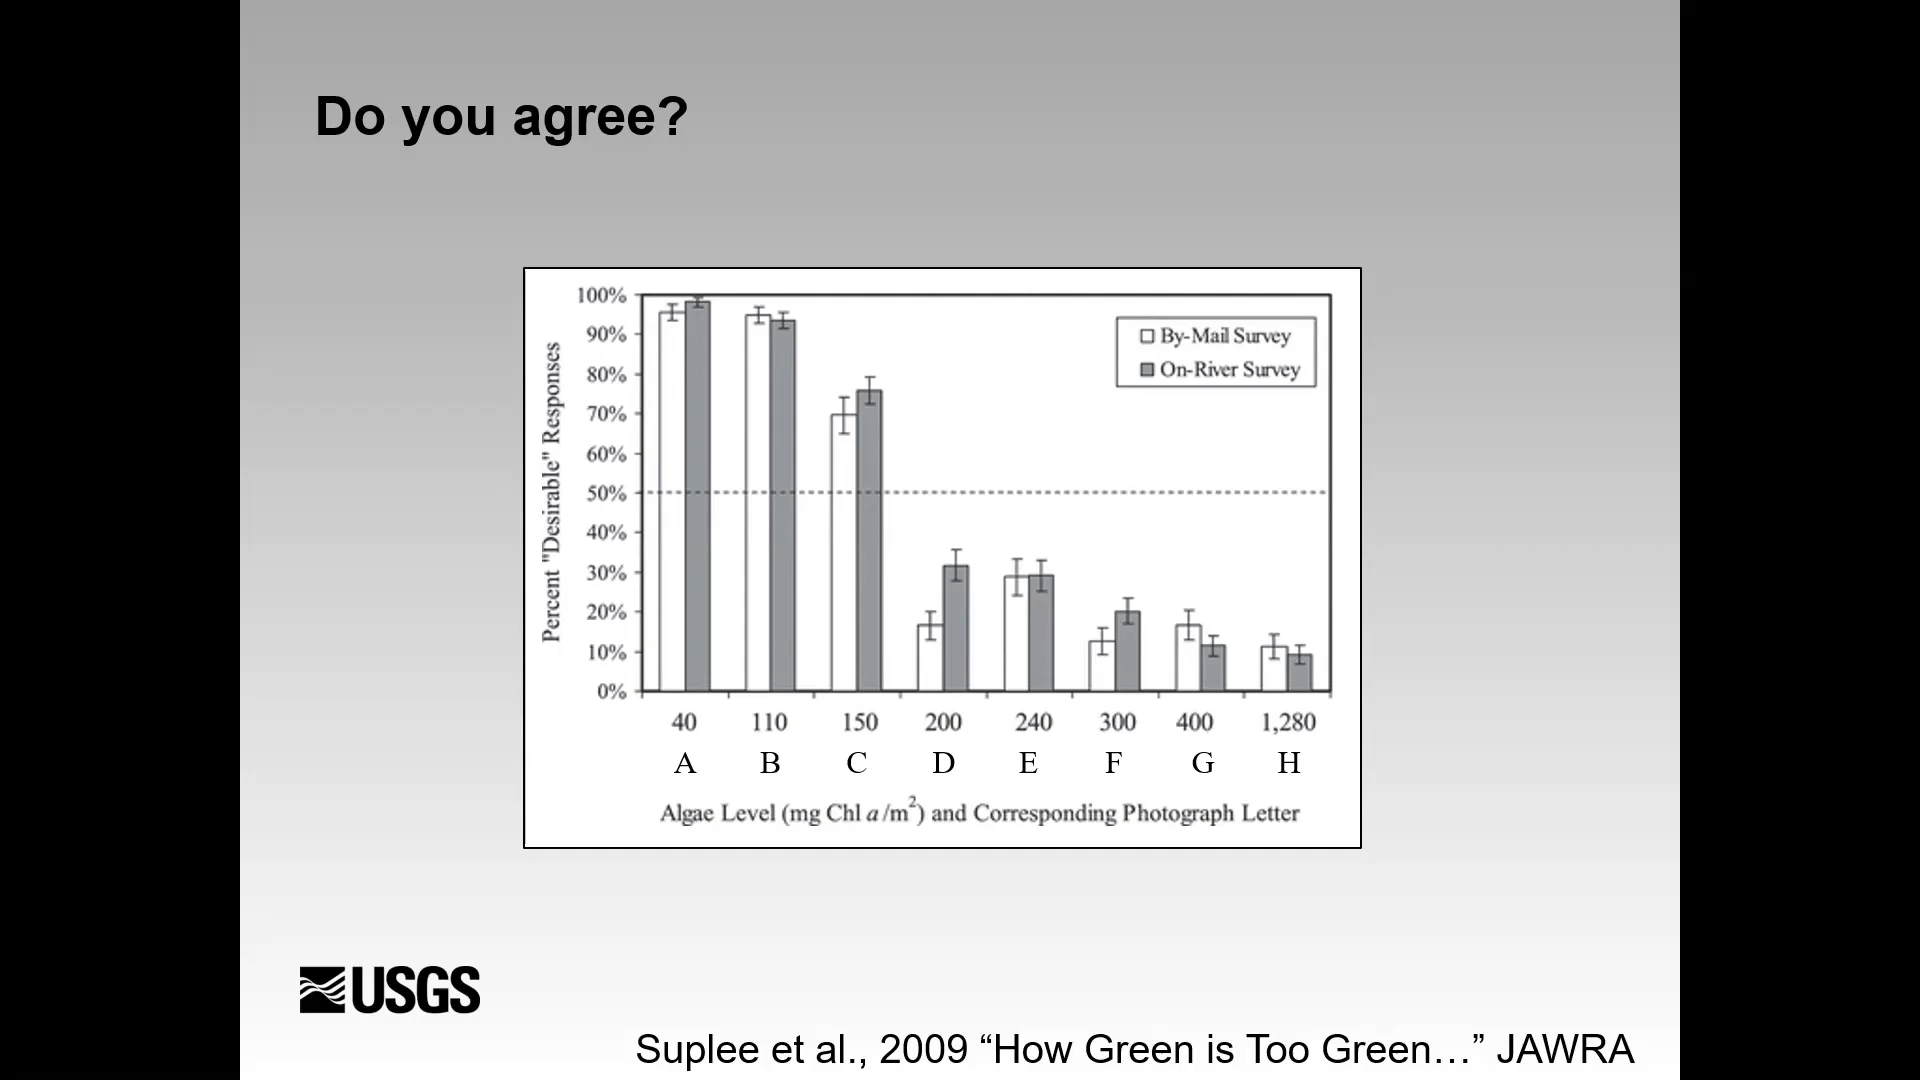 Do you agree?
100%
90%
80%
70%
60%
50%
40%
30%
20%
10%
0%
Percent "Desirable" Responses
By-Mail Survey
On-River Survey
40 110 150 200 240 300 400 1,280
A B C D E F G H
Algae Level (mg Chl a/m²) and Corresponding Photograph Letter
USGS
Suplee et al., 2009 “How Green is Too Green…” JAWRA